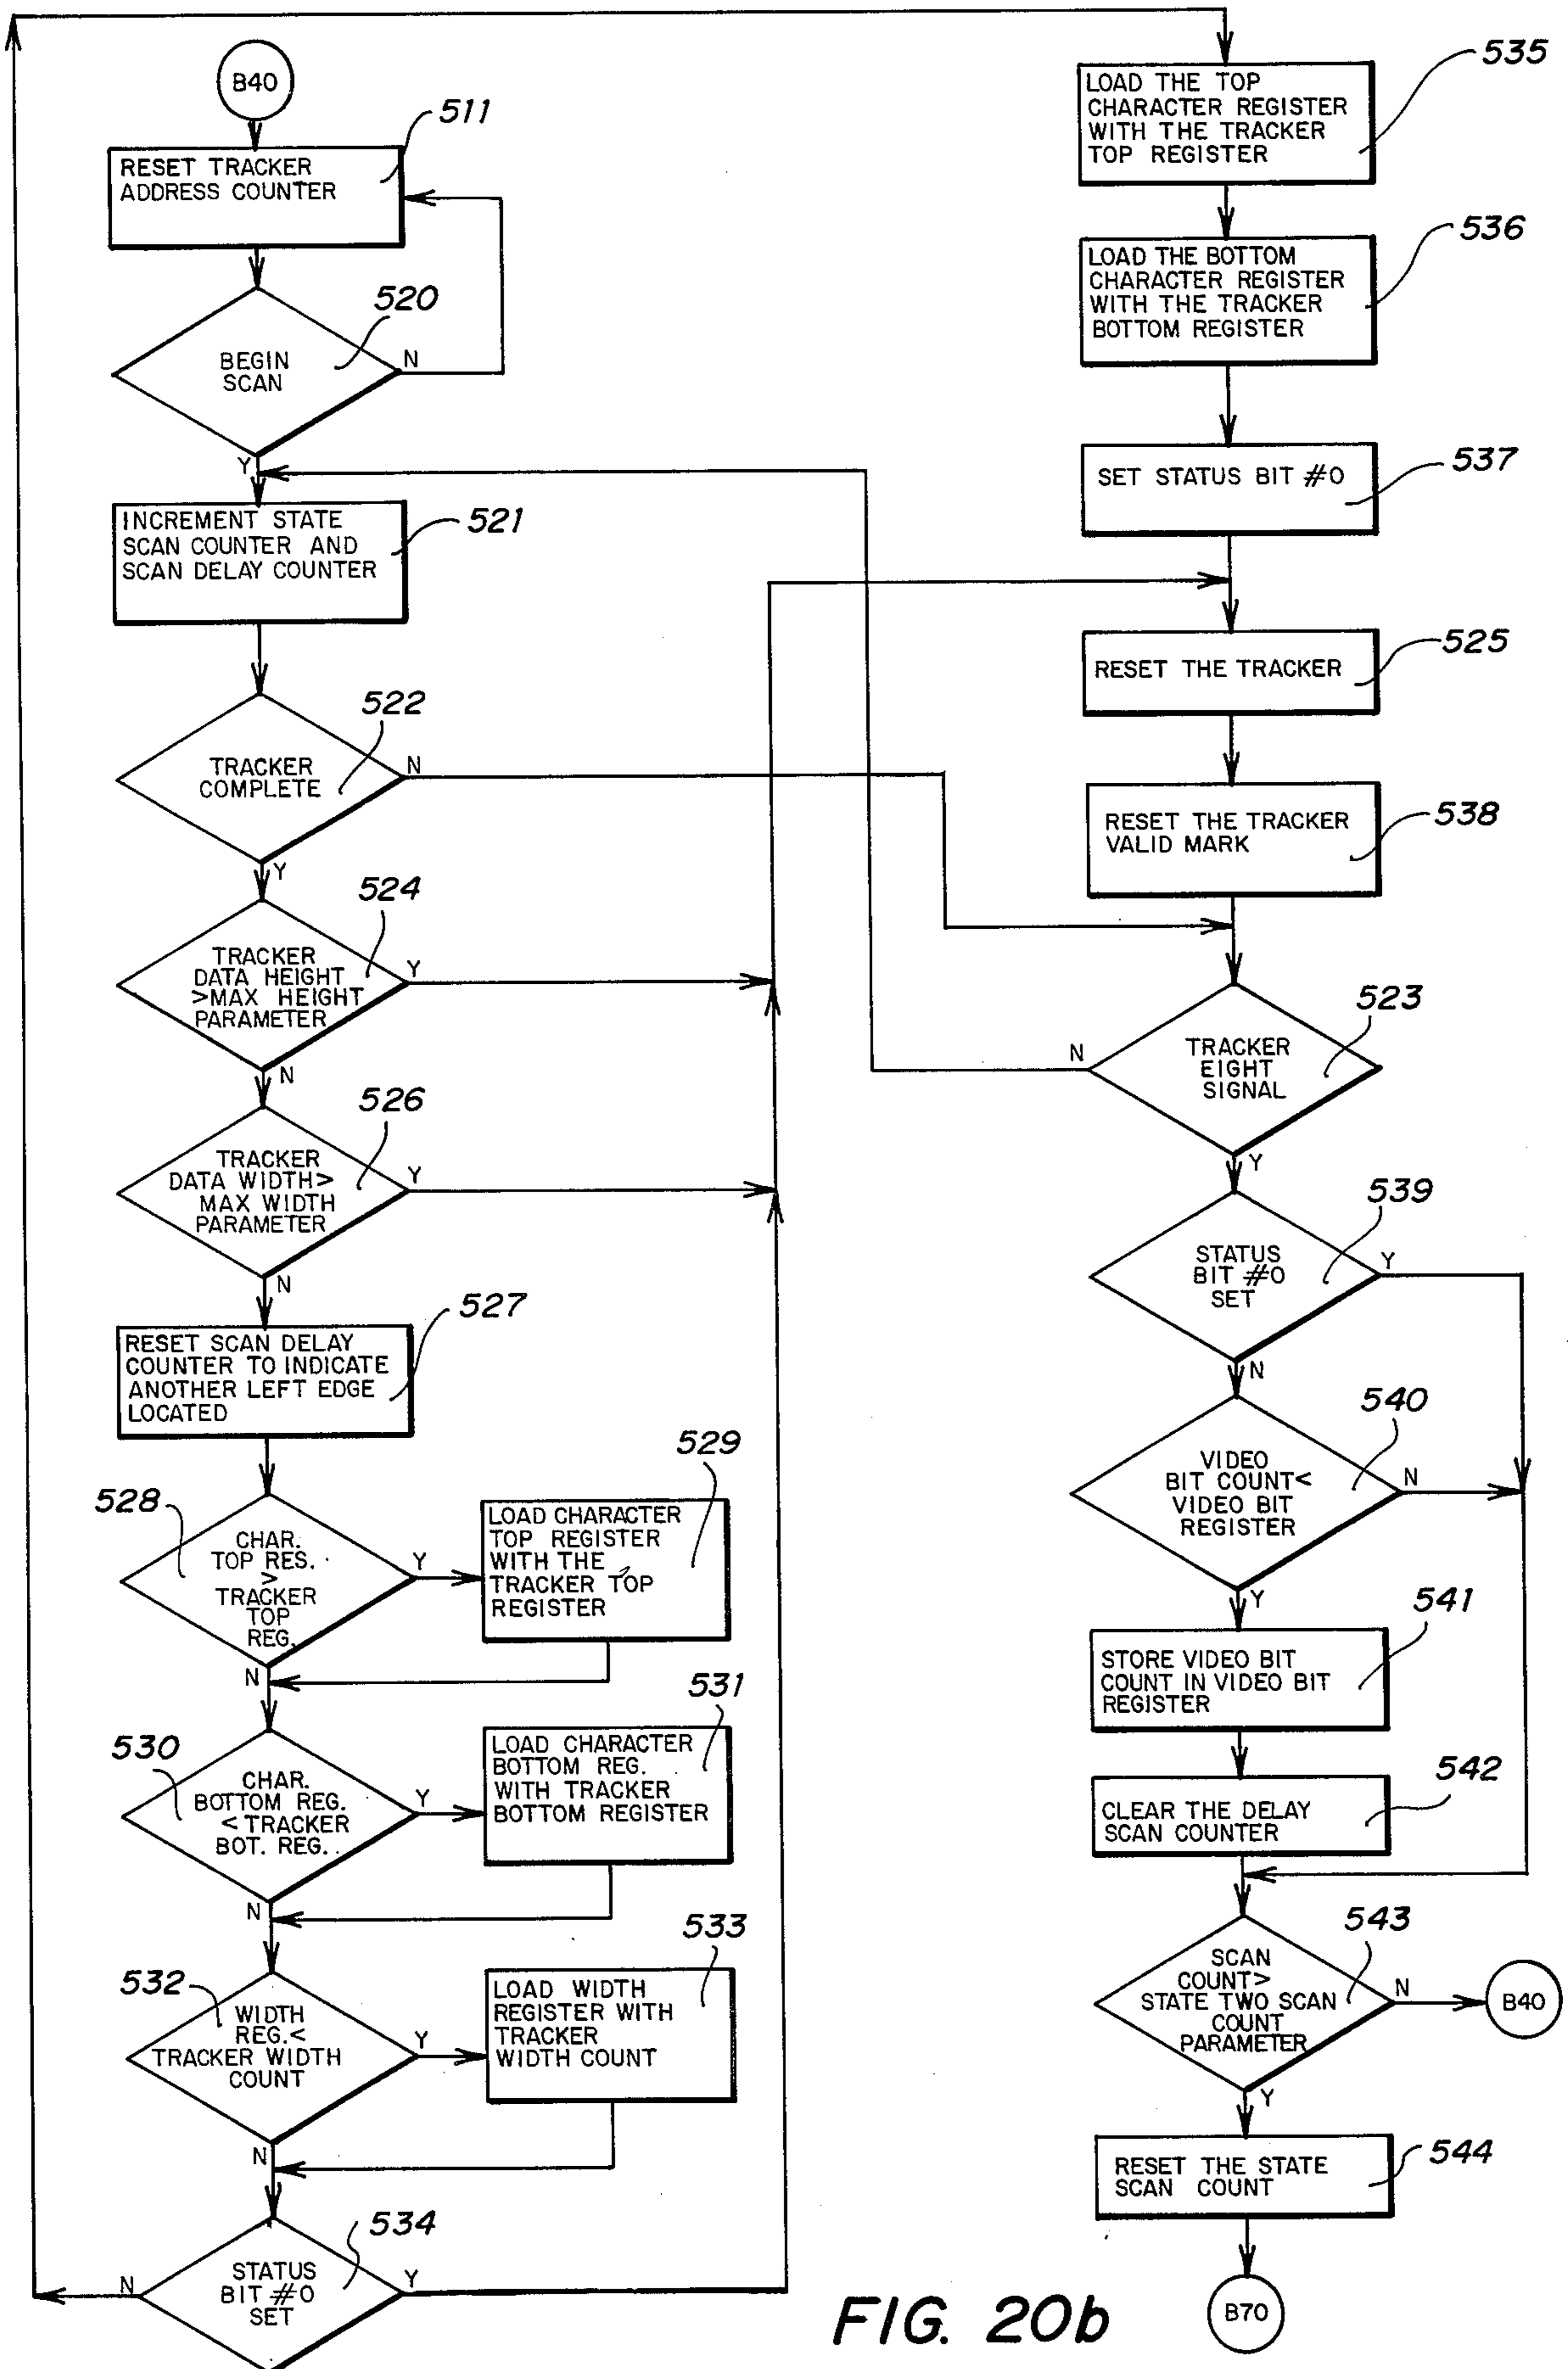 B40
511
RESET TRACKER
ADDRESS COUNTER
520
BEGIN
SCAN
N
Y
INCREMENT STATE
SCAN COUNTER AND
SCAN DELAY COUNTER
521
522
TRACKER
COMPLETE
N
Y
524
TRACKER
DATA HEIGHT
>MAX HEIGHT
PARAMETER
Y
N
526
TRACKER
DATA WIDTH>
MAX WIDTH
PARAMETER
Y
N
527
RESET SCAN DELAY
COUNTER TO INDICATE
ANOTHER LEFT EDGE
LOCATED
528
CHAR.
TOP RES.
>
TRACKER
TOP
REG.
Y
N
529
LOAD CHARACTER
TOP REGISTER
WITH THE
TRACKER TOP
REGISTER
530
CHAR.
BOTTOM REG.
<TRACKER
BOT. REG..
Y
N
531
LOAD CHARACTER
BOTTOM REG.
WITH TRACKER
BOTTOM REGISTER
532
WIDTH
REG.<
TRACKER WIDTH
COUNT
Y
N
533
LOAD WIDTH
REGISTER WITH
TRACKER
WIDTH COUNT
534
STATUS
BIT #0
SET
N
Y
535
LOAD THE TOP
CHARACTER REGISTER
WITH THE TRACKER
TOP REGISTER
536
LOAD THE BOTTOM
CHARACTER REGISTER
WITH THE TRACKER
BOTTOM REGISTER
537
SET STATUS BIT #0
525
RESET THE TRACKER
538
RESET THE TRACKER
VALID MARK
523
TRACKER
EIGHT
SIGNAL
N
Y
539
STATUS
BIT #0
SET
Y
N
540
VIDEO
BIT COUNT<
VIDEO BIT
REGISTER
N
Y
541
STORE VIDEO BIT
COUNT IN VIDEO BIT
REGISTER
542
CLEAR THE DELAY
SCAN COUNTER
543
SCAN
COUNT>
STATE TWO SCAN
COUNT
PARAMETER
N
B40
Y
544
RESET THE STATE
SCAN COUNT
B70
FIG. 20b